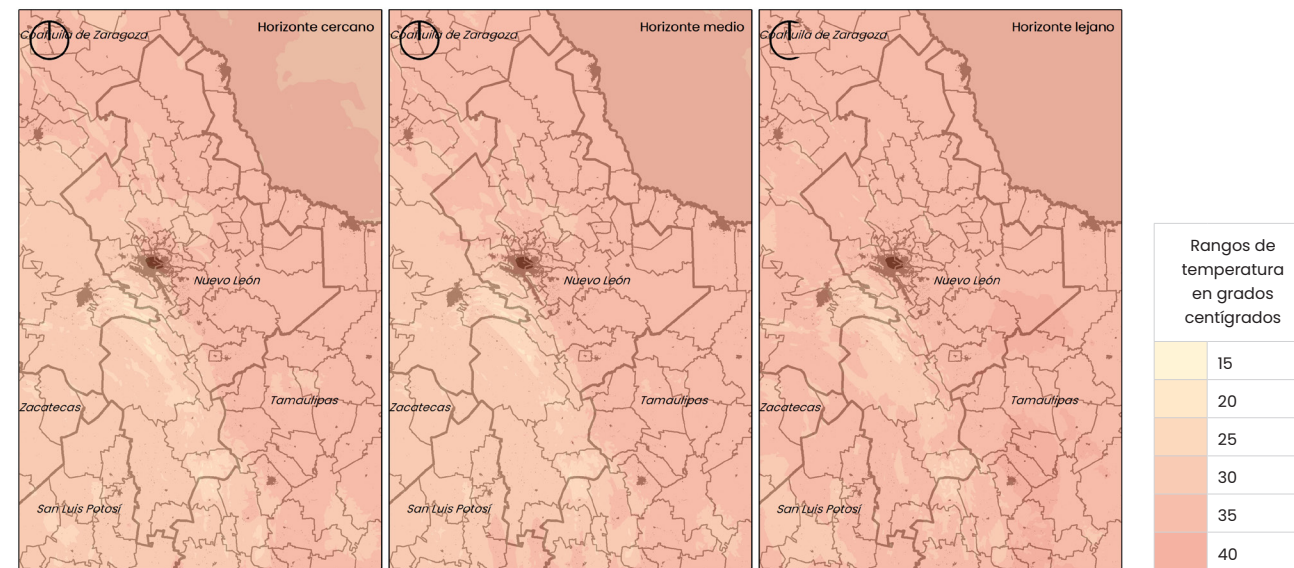 Horizonte cercano
Coahuila de Zaragoza
Nuevo León
Tamaulipas
Zacatecas
San Luis Potosí
Horizonte medio
Coahuila de Zaragoza
Nuevo León
Tamaulipas
Zacatecas
San Luis Potosí
Horizonte lejano
Coahuila de Zaragoza
Nuevo León
Tamaulipas
Zacatecas
San Luis Potosí
Rangos de
temperatura
en grados
centígrados
15
20
25
30
35
40